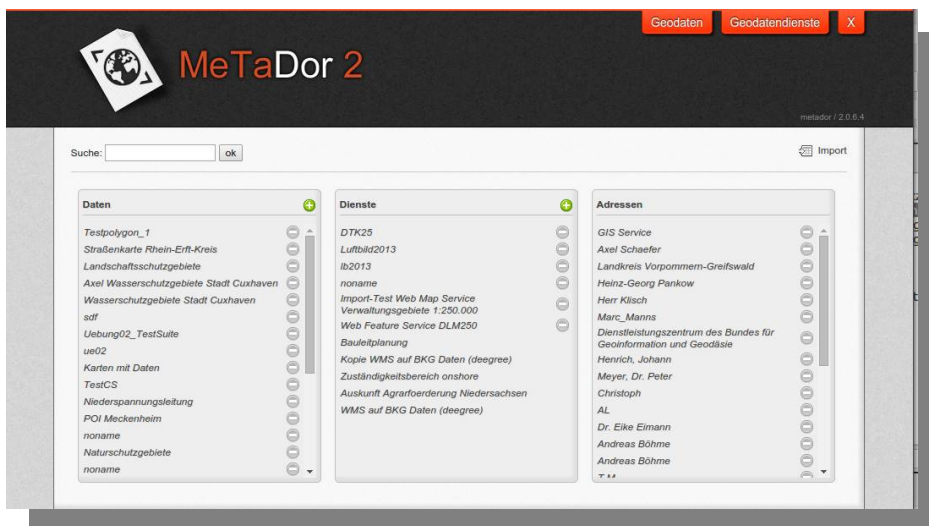 Geodaten Geodatendienste X
MeTaDor 2
metador / 2.0.6.4
Suche: ok Import
Daten
Testpolygon_1
Straßenkarte Rhein-Erft-Kreis
Landschaftsschutzgebiete
Axel Wasserschutzgebiete Stadt Cuxhaven
Wasserschutzgebiete Stadt Cuxhaven
sdf
Uebung02_TestSuite
ue02
Karten mit Daten
TestCS
Niederspannungsleitung
POI Meckenheim
noname
Naturschutzgebiete
noname
Dienste
DTK25
Luftbild2013
lb2013
noname
Import-Test Web Map Service
Verwaltungsgebiete 1:250.000
Web Feature Service DLM250
Bauleitplanung
Kopie WMS auf BKG Daten (deegree)
Zuständigkeitsbereich onshore
Auskunft Agrarfoerderung Niedersachsen
WMS auf BKG Daten (deegree)
Adressen
GIS Service
Axel Schaefer
Landkreis Vorpommern-Greifswald
Heinz-Georg Pankow
Herr Klisch
Marc_Manns
Dienstleistungszentrum des Bundes für
Geoinformation und Geodäsie
Henrich, Johann
Meyer, Dr. Peter
Christoph
AL
Dr. Eike Eimann
Andreas Böhme
Andreas Böhme